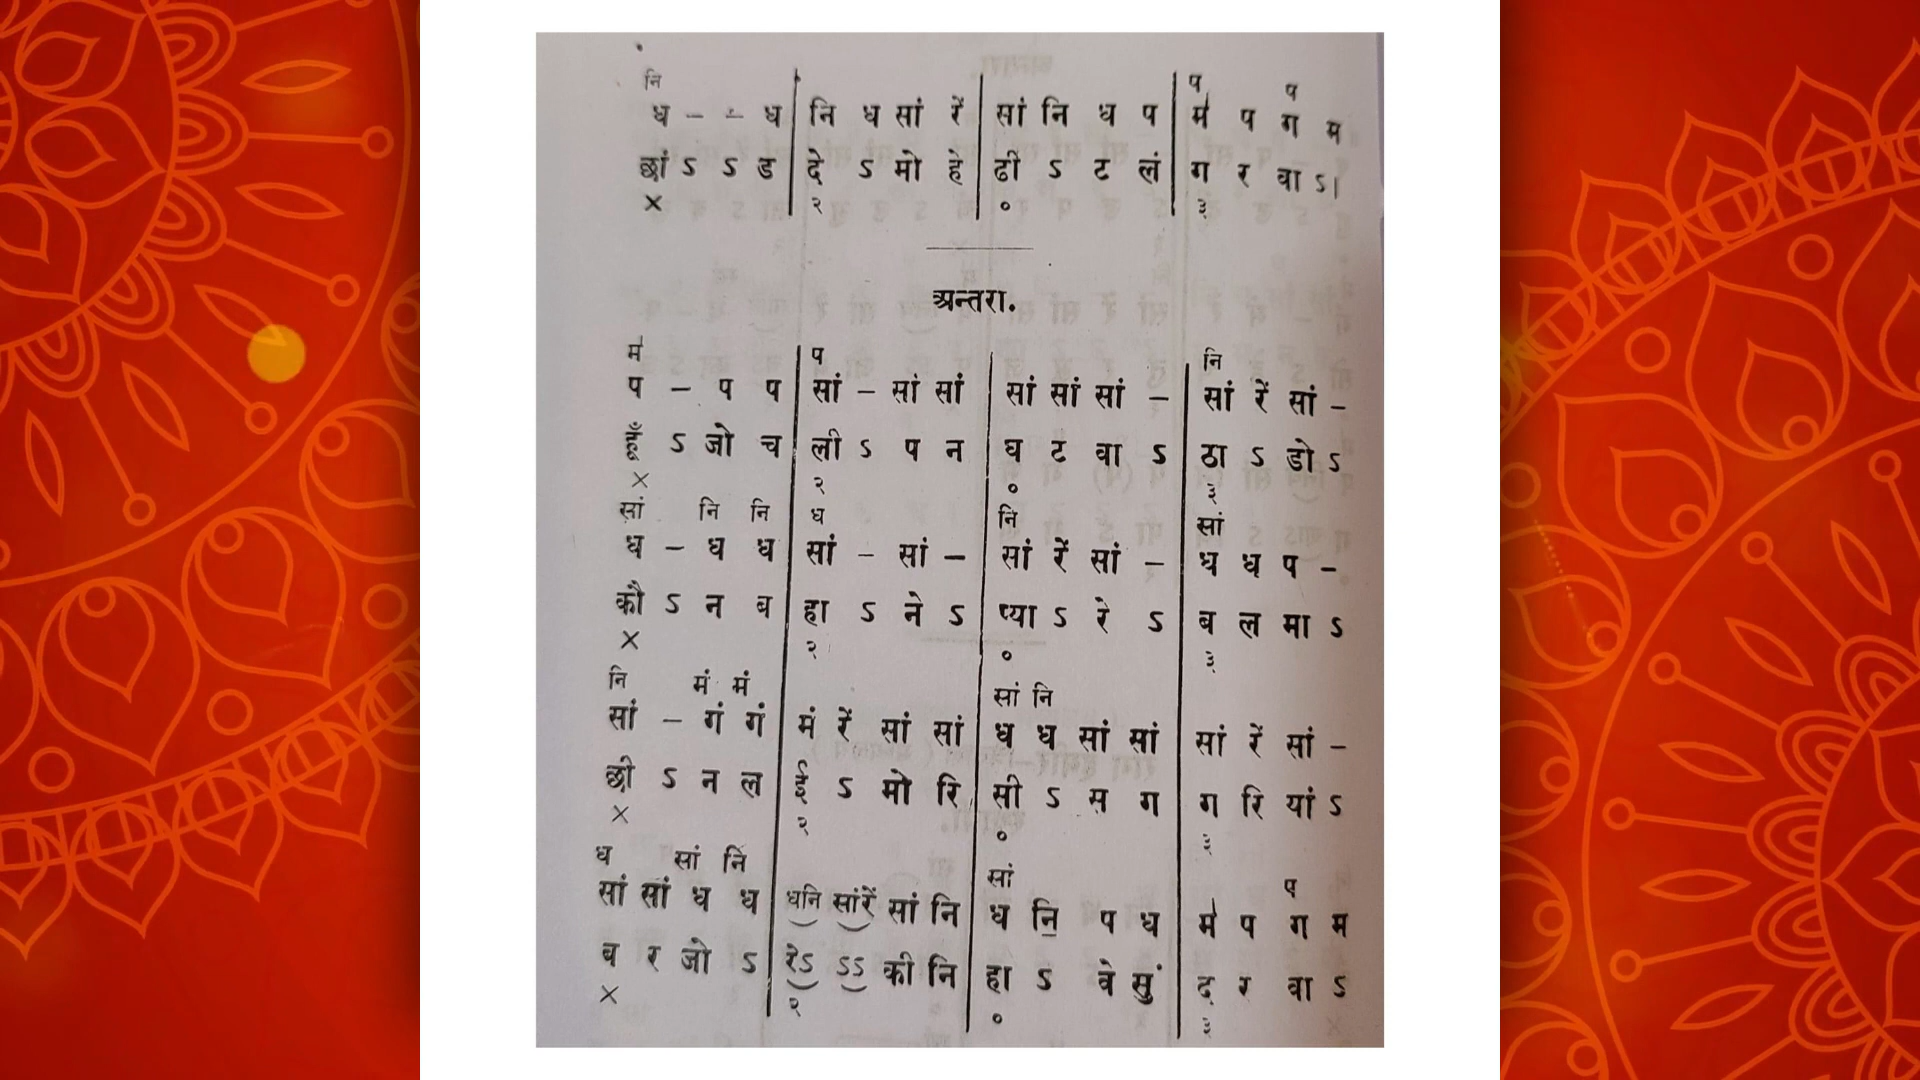 नि प प
ध – – ध | नि ध सां रें | सां नि ध प | म॑ प ग म
छां ऽ ऽ ड | दे ऽ मो हे | ढी ऽ ट लं | ग र वा ऽ।
× २ ० ३
अन्तरा.
म॑ प नि
प – प प | सां – सां सां | सां सां सां – | सां रें सां –
हूँ ऽ जो च | ली ऽ प न | घ ट वा ऽ | ठा ऽ डो ऽ
× २ ० ३
सां नि नि ध नि सां
ध – ध ध | सां – सां – | सां रें सां – | ध ध प –
कौ ऽ न ब | हा ऽ ने ऽ | प्या ऽ रे ऽ | ब ल मा ऽ
× २ ० ३
नि मं मं सां नि
सां – गं गं | मं रें सां सां | ध ध सां सां | सां रें सां –
छी ऽ न ल | ई ऽ मो रि | सी ऽ स ग | ग रि यां ऽ
× २ ० ३
ध सां नि सां प
सां सां ध ध | धनि सांरें सां नि | ध नि॒ प ध | म॑ प ग म
ब र जो ऽ | रेऽ ऽऽ की नि | हा ऽ वे सुं | द र वा ऽ
× २ ० ३